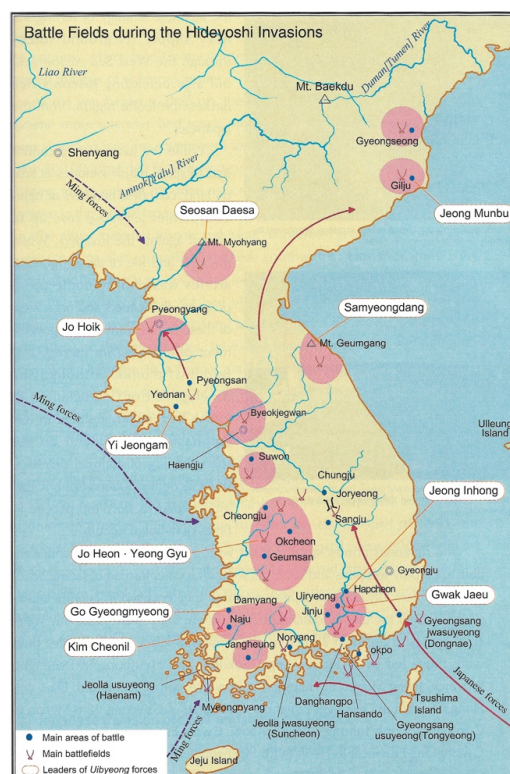 Battle Fields during the Hideyoshi Invasions
Liao River
Duman[Tumen] River
Mt. Baekdu
Shenyang
Gyeongseong
Amnok[Yalu] River
Ming forces
Gilju
Seosan Daesa
Jeong Munbu
Mt. Myohyang
Pyeongyang
Samyeongdang
Jo Hoik
Mt. Geumgang
Pyeongsan
Yeonan
Ming forces
Byeokjegwan
Ulleung
Island
Yi Jeongam
Haengju
Suwon
Chungju
Jeong Inhong
Joryeong
Cheongju
Sangju
Okcheon
Jo Heon · Yeong Gyu
Geumsan
Gyeongju
Hapcheon
Damyang
Uiryeong
Gwak Jaeu
Go Gyeongmyeong
Naju
Jinju
Gyeongsang
jwasuyeong
(Dongnae)
Kim Cheonil
Jangheung
Noryang
okpo
Jeolla usuyeong
(Haenam)
Myeongnyang
Danghangpo
Tsushima
Island
Japanese forces
Hansando
Jeolla jwasuyeong
(Suncheon)
Gyeongsang
usuyeong(Tongyeong)
Ming forces
Jeju Island
Main areas of battle
Main battlefields
Leaders of Uibyeong forces